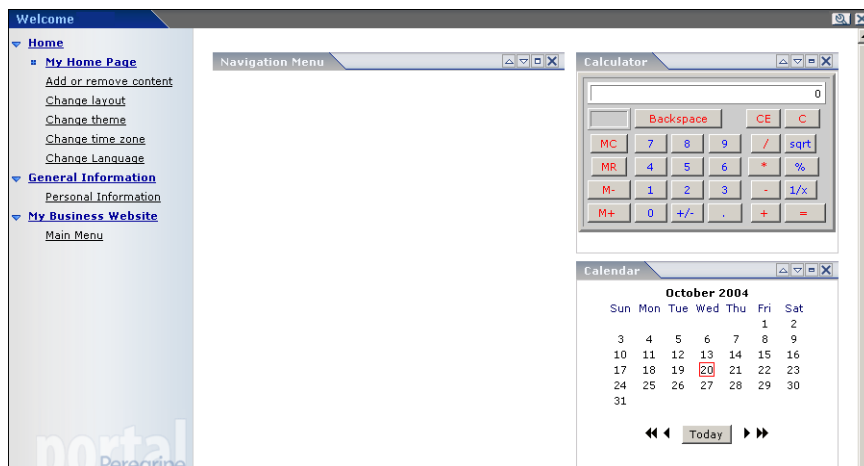 Welcome
Home
My Home Page
Add or remove content
Change layout
Change theme
Change time zone
Change Language
General Information
Personal Information
My Business Website
Main Menu
portal
Peregrine
Navigation Menu
Calculator
0
Backspace CE C
MC 7 8 9 / sqrt
MR 4 5 6 * %
M- 1 2 3 - 1/x
M+ 0 +/- . + =
Calendar
October 2004
Sun Mon Tue Wed Thu Fri Sat
1 2
3 4 5 6 7 8 9
10 11 12 13 14 15 16
17 18 19 20 21 22 23
24 25 26 27 28 29 30
31
Today